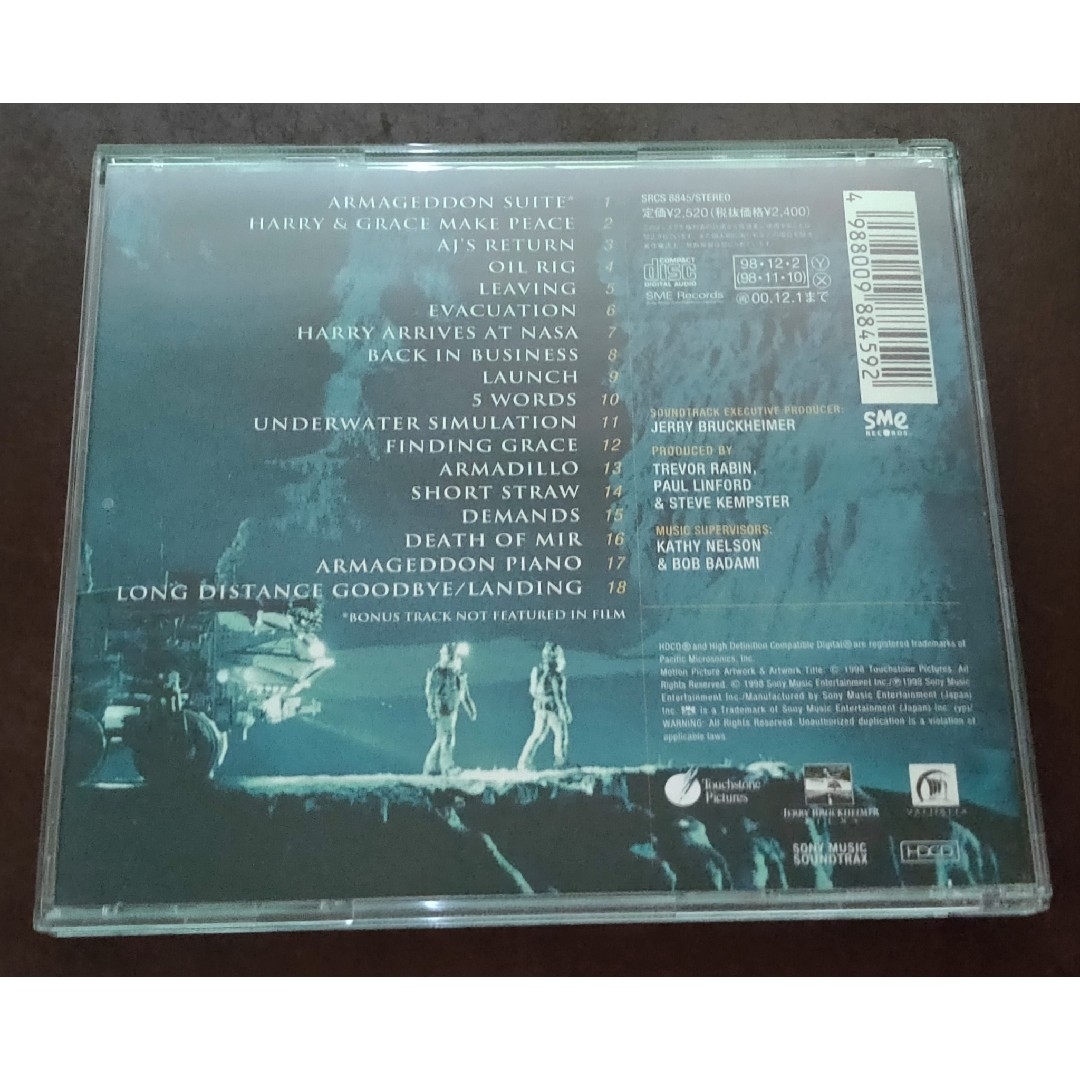 ARMAGEDDON SUITE* 1
HARRY & GRACE MAKE PEACE 2
AJ'S RETURN 3
OIL RIG 4
LEAVING 5
EVACUATION 6
HARRY ARRIVES AT NASA 7
BACK IN BUSINESS 8
LAUNCH 9
5 WORDS 10
UNDERWATER SIMULATION 11
FINDING GRACE 12
ARMADILLO 13
SHORT STRAW 14
DEMANDS 15
DEATH OF MIR 16
ARMAGEDDON PIANO 17
LONG DISTANCE GOODBYE/LANDING 18
*BONUS TRACK NOT FEATURED IN FILM
SRCS 8845/STEREO
定価¥2,520(税抜価格¥2,400)
COMPACT
disc
DIGITAL AUDIO
SME Records
98・12・2 Ⓨ
(98・11・10) Ⓧ
00.12.1まで
4 988009 884592
SOUNDTRACK EXECUTIVE PRODUCER:
JERRY BRUCKHEIMER
sme
RECORDS
PRODUCED BY
TREVOR RABIN,
PAUL LINFORD
& STEVE KEMPSTER
MUSIC SUPERVISORS:
KATHY NELSON
& BOB BADAMI
HDCD® and High Definition Compatible Digital® are registered trademarks of
Pacific Microsonics, Inc.
Motion Picture Artwork & Artwork Title: © 1998 Touchstone Pictures. All
Rights Reserved. © 1998 Sony Music Entertainment Inc./℗1998 Sony Music
Entertainment Inc./Manufactured by Sony Music Entertainment (Japan)
Inc. sme is a Trademark of Sony Music Entertainment (Japan) Inc. (yp)/
WARNING: All Rights Reserved. Unauthorized duplication is a violation of
applicable laws.
Touchstone
Pictures
JERRY BRUCKHEIMER
FILMS
VALHALLA
SONY MUSIC
SOUNDTRAX
HDCD